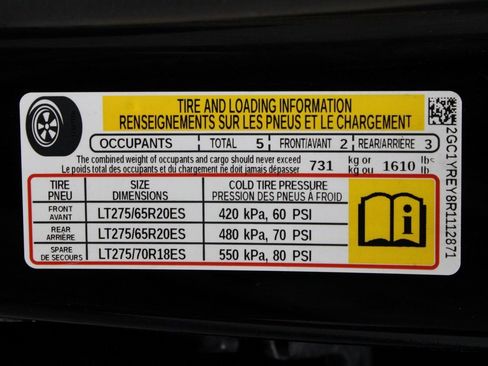 TIRE AND LOADING INFORMATION
RENSEIGNEMENTS SUR LES PNEUS ET LE CHARGEMENT
OCCUPANTS TOTAL 5 FRONT/AVANT 2 REAR/ARRIÈRE 3
The combined weight of occupants and cargo should never exceed
Le poids total des occupants et du chargement ne doit jamais dépasser
731 kg or kg ou 1610 lb lb
TIRE PNEU SIZE DIMENSIONS COLD TIRE PRESSURE PRESSION DES PNEUS À FROID
FRONT AVANT LT275/65R20ES 420 kPa, 60 PSI
REAR ARRIÈRE LT275/65R20ES 480 kPa, 70 PSI
SPARE DE SECOURS LT275/70R18ES 550 kPa, 80 PSI
2GC1YREY8R1112871